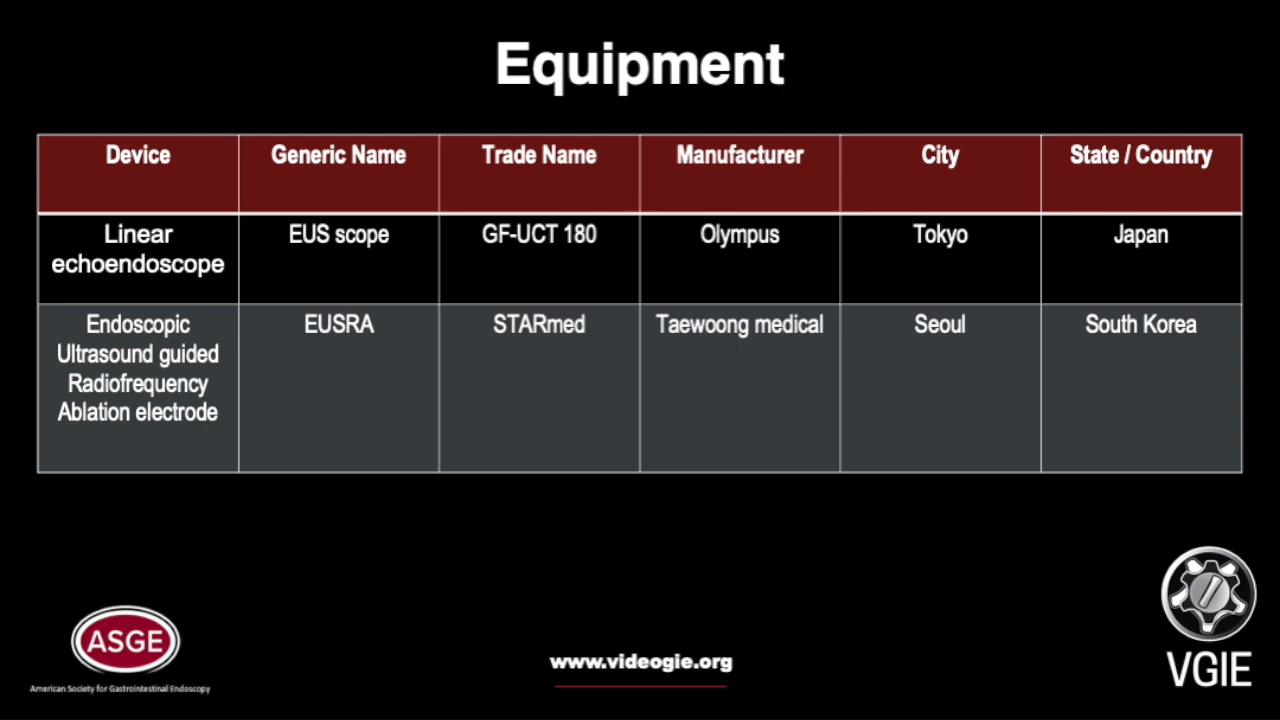 Equipment
Device Generic Name Trade Name Manufacturer City State / Country
Linear echoendoscope EUS scope GF-UCT 180 Olympus Tokyo Japan
Endoscopic Ultrasound guided Radiofrequency Ablation electrode EUSRA STARmed Taewoong medical Seoul South Korea
ASGE
American Society for Gastrointestinal Endoscopy
www.videogie.org
VGIE